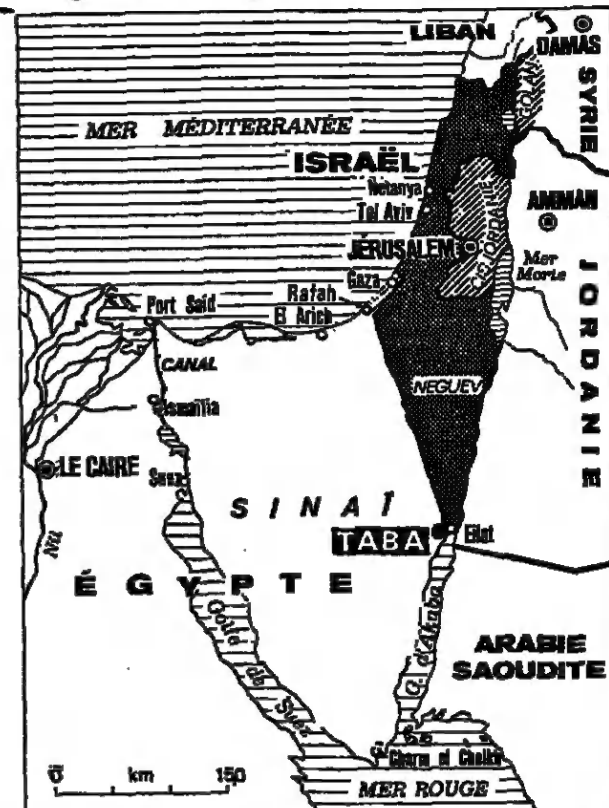 LIBAN
DAMAS
SYRIE
GOLAN
MER MÉDITERRANÉE
ISRAËL
Netanya
Tel Aviv
AMMAN
CISJORDANIE
JÉRUSALEM
Mer
Morte
Gaza
Rafah
El Arich
Port Saïd
CANAL
JORDANIE
NEGUEV
Ismaïlia
LE CAIRE
Suez
SINAÏ
TABA
Eilat
Nil
ÉGYPTE
Golfe
de
Suez
G. d'Akaba
ARABIE
SAOUDITE
Charm el Cheikh
0 km 150
MER ROUGE